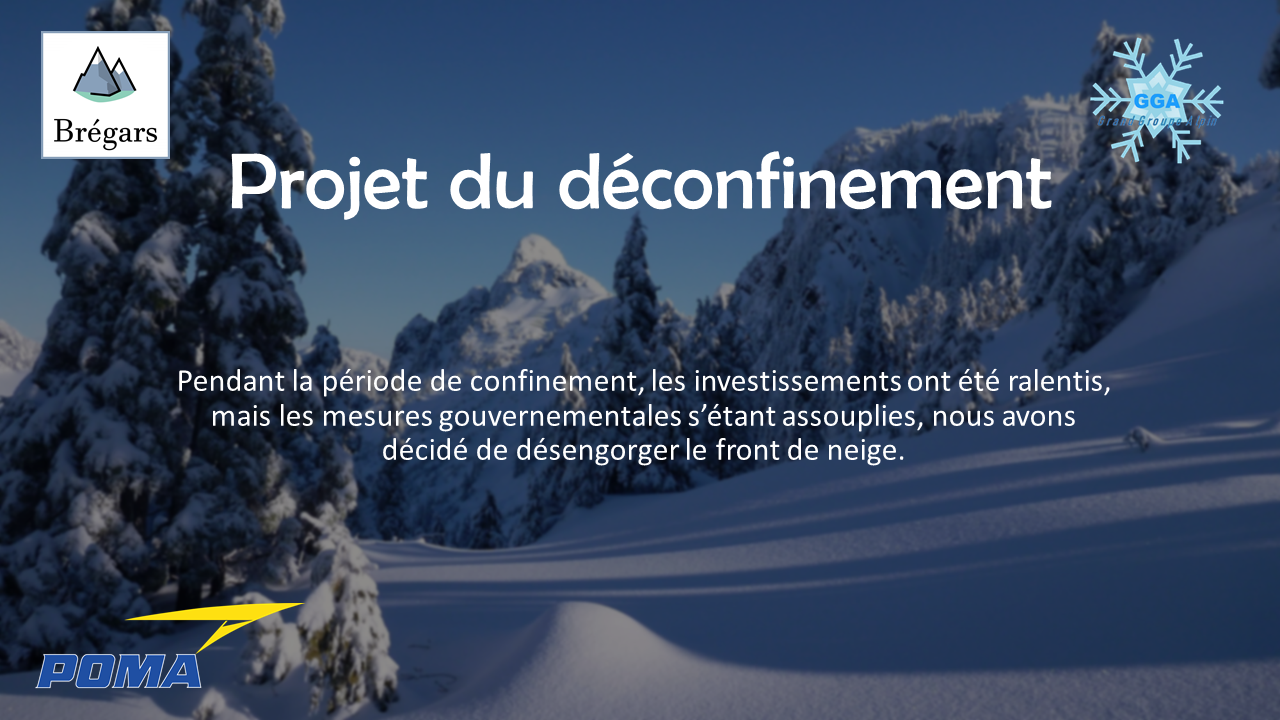 Brégars
GGA
Grand Groupe Alpin
Projet du déconfinement
Pendant la période de confinement, les investissements ont été ralentis,
mais les mesures gouvernementales s’étant assouplies, nous avons
décidé de désengorger le front de neige.
POMA